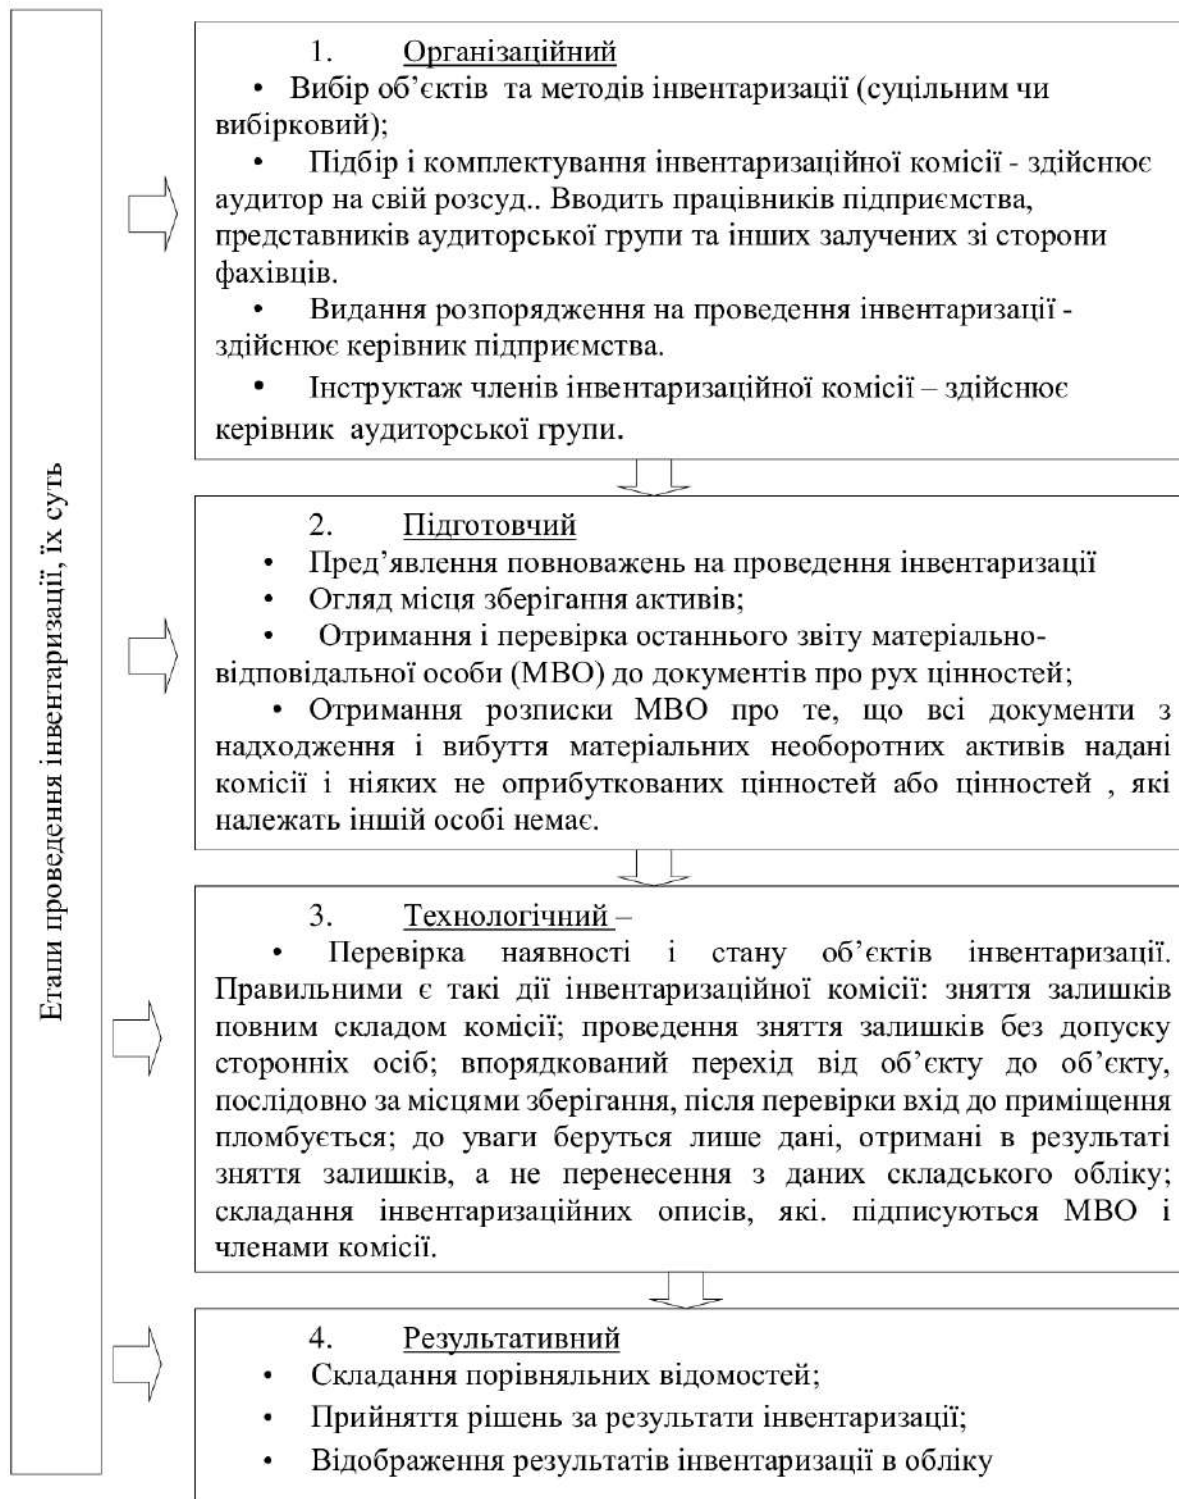 Етапи проведення інвентаризації, їх суть
1. Організаційний
• Вибір об’єктів та методів інвентаризації (суцільним чи
вибірковий);
• Підбір і комплектування інвентаризаційної комісії - здійснює
аудитор на свій розсуд.. Вводить працівників підприємства,
представників аудиторської групи та інших залучених зі сторони
фахівців.
• Видання розпорядження на проведення інвентаризації -
здійснює керівник підприємства.
• Інструктаж членів інвентаризаційної комісії – здійснює
керівник аудиторської групи.
2. Підготовчий
• Пред’явлення повноважень на проведення інвентаризації
• Огляд місця зберігання активів;
• Отримання і перевірка останнього звіту матеріально-
відповідальної особи (МВО) до документів про рух цінностей;
• Отримання розписки МВО про те, що всі документи з
надходження і вибуття матеріальних необоротних активів надані
комісії і ніяких не оприбуткованих цінностей або цінностей , які
належать іншій особі немає.
3. Технологічний –
• Перевірка наявності і стану об’єктів інвентаризації.
Правильними є такі дії інвентаризаційної комісії: зняття залишків
повним складом комісії; проведення зняття залишків без допуску
сторонніх осіб; впорядкований перехід від об’єкту до об’єкту,
послідовно за місцями зберігання, після перевірки вхід до приміщення
пломбується; до уваги беруться лише дані, отримані в результаті
зняття залишків, а не перенесення з даних складського обліку;
складання інвентаризаційних описів, які. підписуються МВО і
членами комісії.
4. Результативний
• Складання порівняльних відомостей;
• Прийняття рішень за результати інвентаризації;
• Відображення результатів інвентаризації в обліку